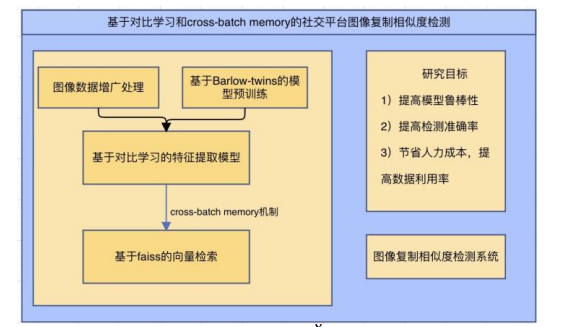 基于对比学习和cross-batch memory的社交平台图像复制相似度检测
图像数据增广处理
基于Barlow-twins的模
型预训练
基于对比学习的特征提取模型
cross-batch memory机制
基于faiss的向量检索
研究目标
1）提高模型鲁棒性
2）提高检测准确率
3）节省人力成本，提
高数据利用率
图像复制相似度检测系统